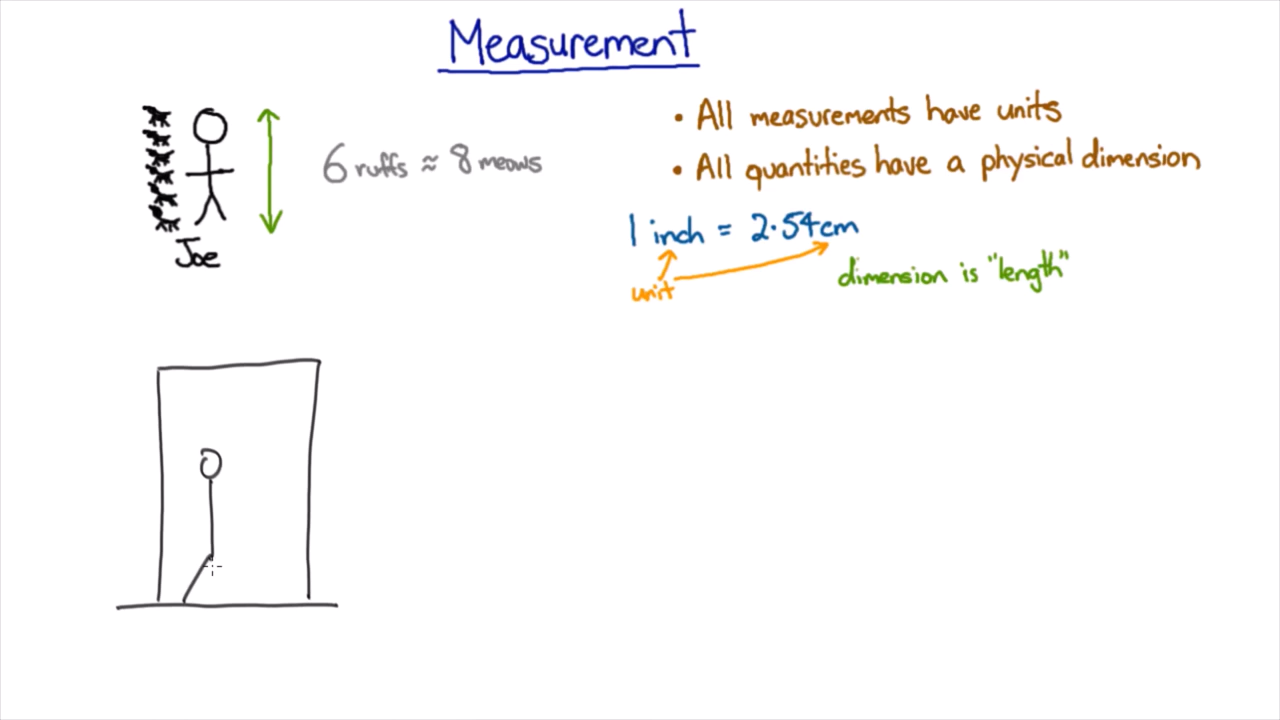 Measurement
Joe
6 ruffs ≈ 8 meows
• All measurements have units
• All quantities have a physical dimension
1 inch = 2.54cm
unit
dimension is "length"